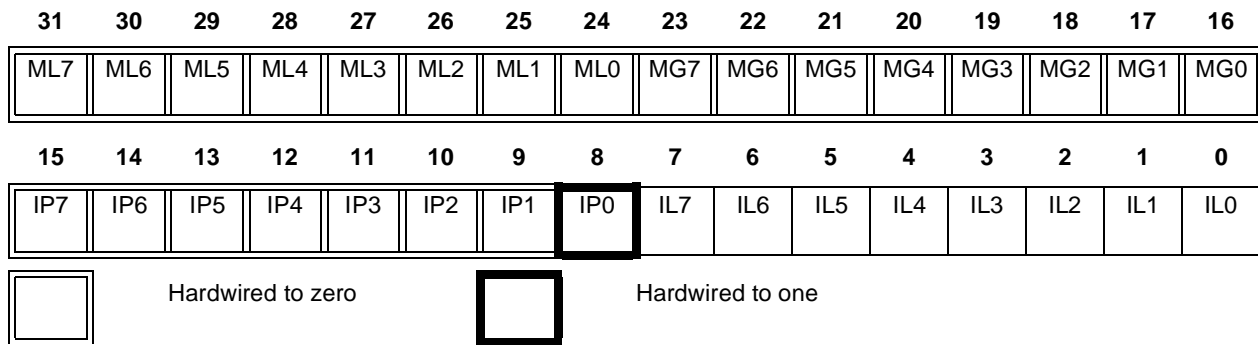 31 30 29 28 27 26 25 24 23 22 21 20 19 18 17 16
ML7 ML6 ML5 ML4 ML3 ML2 ML1 ML0 MG7 MG6 MG5 MG4 MG3 MG2 MG1 MG0
15 14 13 12 11 10 9 8 7 6 5 4 3 2 1 0
IP7 IP6 IP5 IP4 IP3 IP2 IP1 IP0 IL7 IL6 IL5 IL4 IL3 IL2 IL1 IL0
Hardwired to zero Hardwired to one